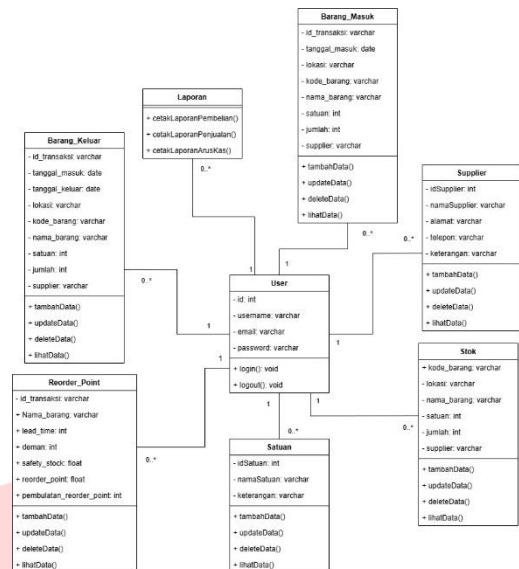 Barang_Masuk
- id_transaksi: varchar
- tanggal_masuk: date
- lokasi: varchar
- kode_barang: varchar
- nama_barang: varchar
- satuan: int
- jumlah: int
- supplier: varchar
+ tambahData()
+ updateData()
+ deleteData()
+ lihatData()
0..*
1
Laporan
+ cetakLaporanPembelian()
+ cetakLaporanPenjualan()
+ cetakLaporanArusKas()
0..*
1
Barang_Keluar
- id_transaksi: varchar
- tanggal_masuk: date
- tanggal_keluar: date
- lokasi: varchar
- kode_barang: varchar
- nama_barang: varchar
- satuan: int
- jumlah: int
- supplier: varchar
+ tambahData()
+ updateData()
+ deleteData()
+ lihatData()
0..*
1
Supplier
- idSupplier: int
- namaSupplier: varchar
- alamat: varchar
- telepon: varchar
- keterangan: varchar
+ tambahData()
+ updateData()
+ deleteData()
+ lihatData()
0..*
1
User
- id: int
- username: varchar
- email: varchar
- password: varchar
+ login(): void
+ logout(): void
Reorder_Point
- id_transaksi: varchar
+ Nama_barang: varchar
+ lead_time: int
+ deman: int
+ safety_stock: float
+ reorder_point: float
+ pembulatan_reorder_point: int
+ tambahData()
+ updateData()
+ deleteData()
+ lihatData()
0..*
1
Satuan
- idSatuan: int
- namaSatuan: varchar
- keterangan: varchar
+ tambahData()
+ updateData()
+ deleteData()
+ lihatData()
0..*
1
Stok
+ kode_barang: varchar
- lokasi: varchar
- nama_barang: varchar
- satuan: int
- jumlah: int
- supplier: varchar
+ tambahData()
+ updateData()
+ deleteData()
+ lihatData()
0..*
1